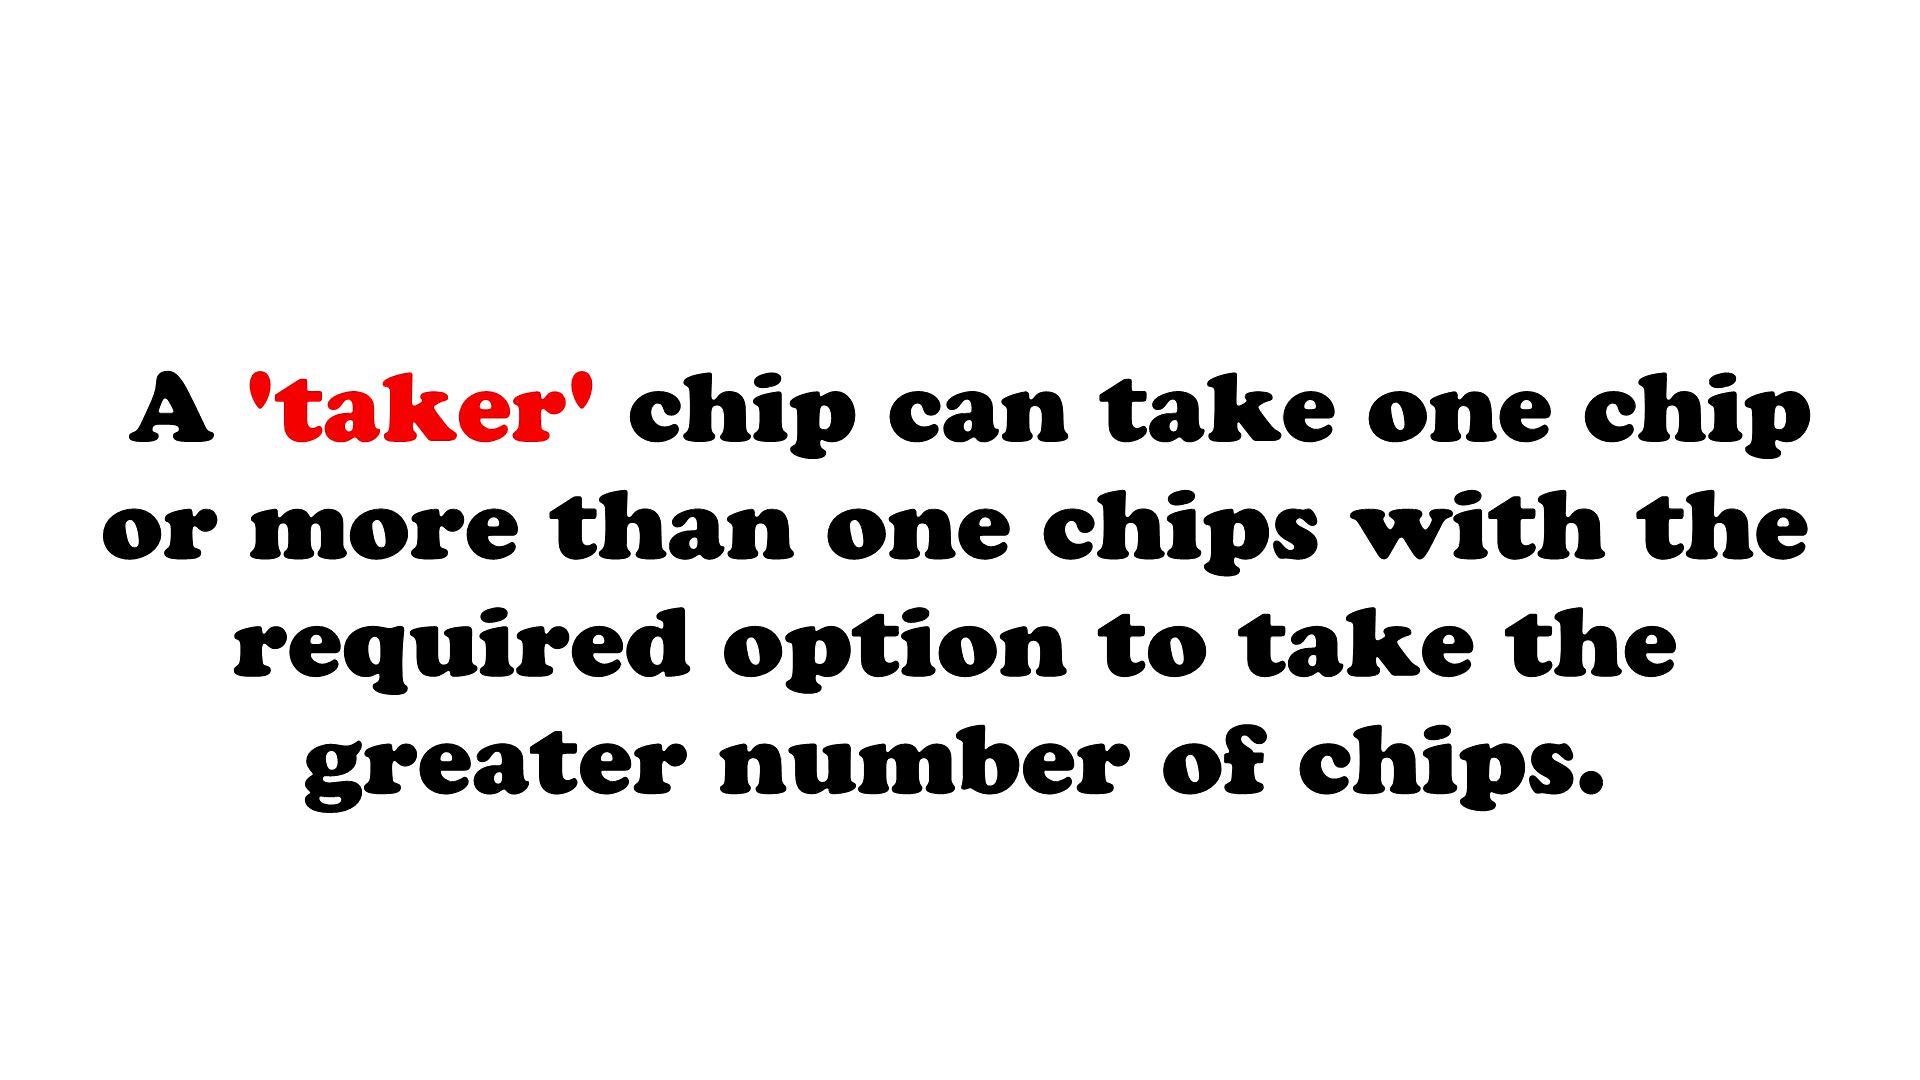 A 'taker' chip can take one chip
or more than one chips with the
required option to take the
greater number of chips.